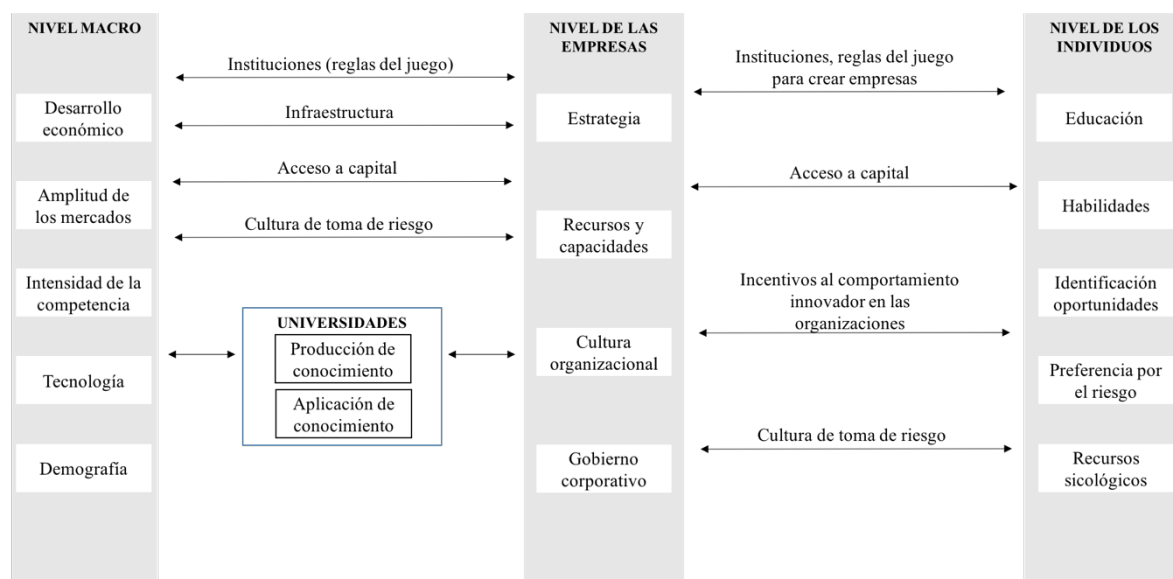 NIVEL MACRO
Desarrollo
económico
Amplitud de
los mercados
Intensidad de la
competencia
Tecnología
Demografía
Instituciones (reglas del juego)
Infraestructura
Acceso a capital
Cultura de toma de riesgo
UNIVERSIDADES
Producción de
conocimiento
Aplicación de
conocimiento
NIVEL DE LAS
EMPRESAS
Estrategia
Recursos y
capacidades
Cultura
organizacional
Gobierno
corporativo
Instituciones, reglas del juego
para crear empresas
Acceso a capital
Incentivos al comportamiento
innovador en las
organizaciones
Cultura de toma de riesgo
NIVEL DE LOS
INDIVIDUOS
Educación
Habilidades
Identificación
oportunidades
Preferencia por
el riesgo
Recursos
sicológicos